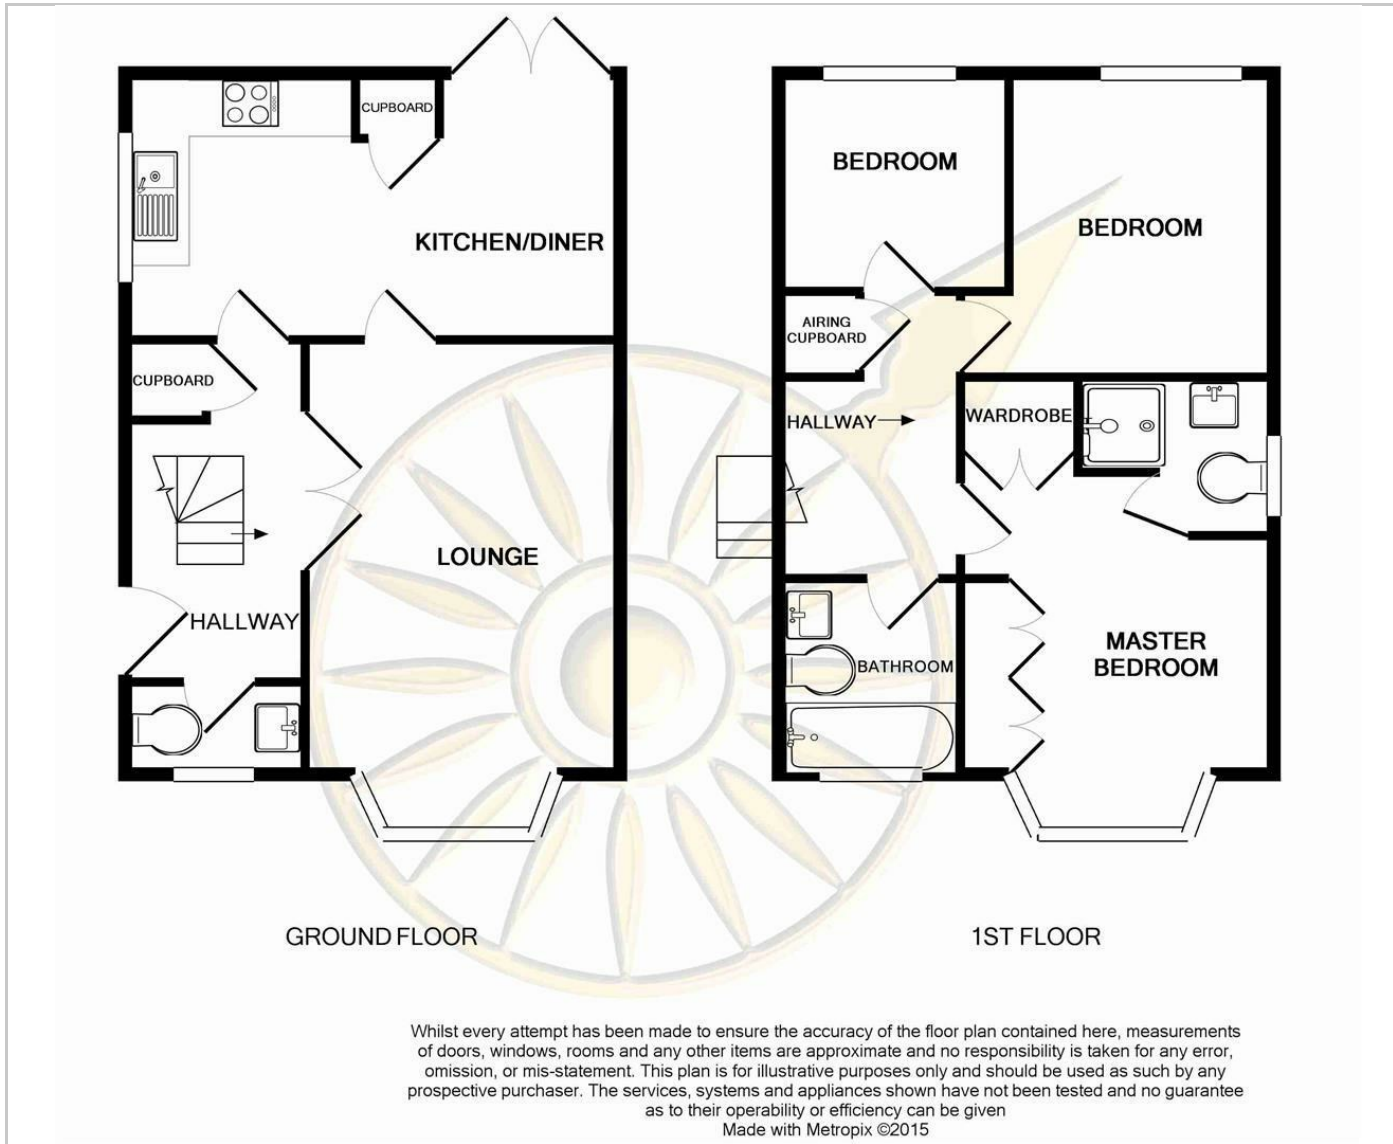 CUPBOARD
KITCHEN/DINER
CUPBOARD
LOUNGE
HALLWAY
GROUND FLOOR
BEDROOM
BEDROOM
AIRING
CUPBOARD
HALLWAY
WARDROBE
MASTER
BEDROOM
BATHROOM
1ST FLOOR
Whilst every attempt has been made to ensure the accuracy of the floor plan contained here, measurements
of doors, windows, rooms and any other items are approximate and no responsibility is taken for any error,
omission, or mis-statement. This plan is for illustrative purposes only and should be used as such by any
prospective purchaser. The services, systems and appliances shown have not been tested and no guarantee
as to their operability or efficiency can be given
Made with Metropix ©2015